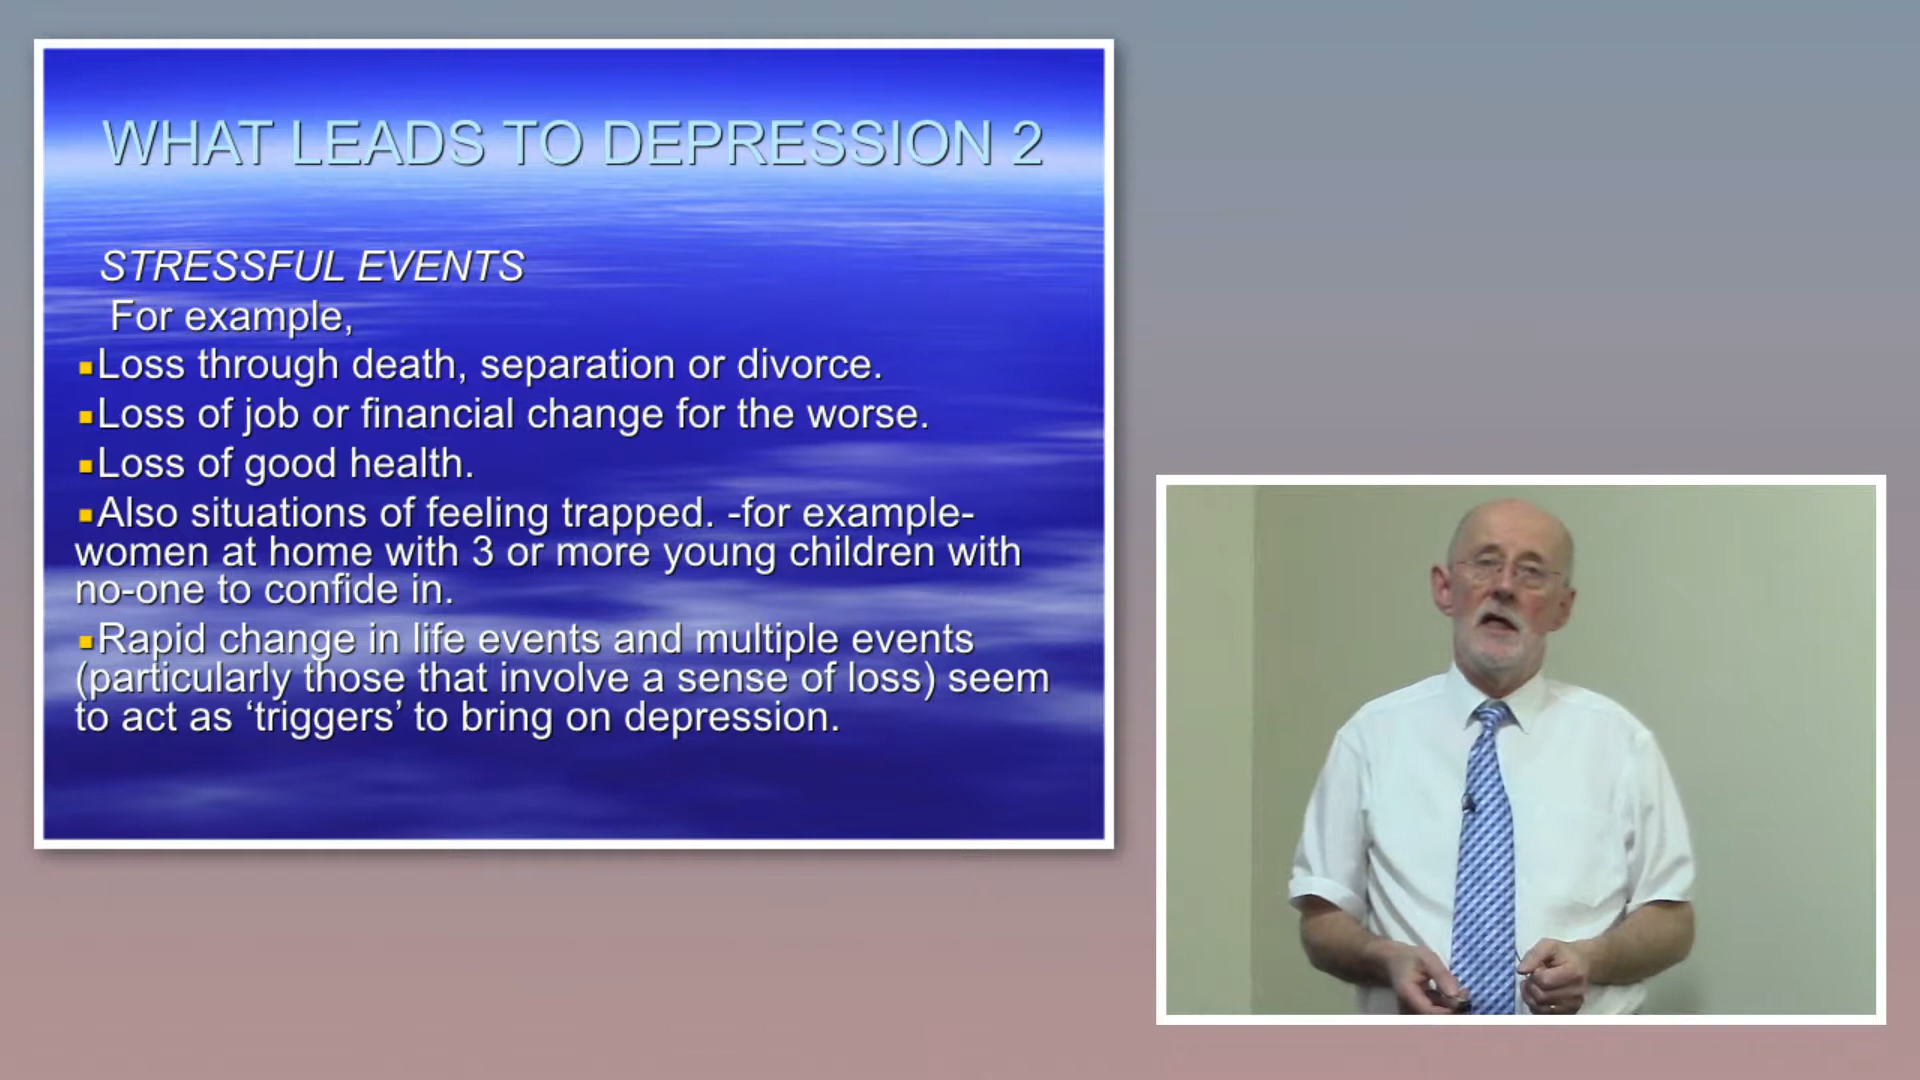 WHAT LEADS TO DEPRESSION 2
STRESSFUL EVENTS
For example,
▪Loss through death, separation or divorce.
▪Loss of job or financial change for the worse.
▪Loss of good health.
▪Also situations of feeling trapped. -for example-
women at home with 3 or more young children with
no-one to confide in.
▪Rapid change in life events and multiple events
(particularly those that involve a sense of loss) seem
to act as ‘triggers’ to bring on depression.